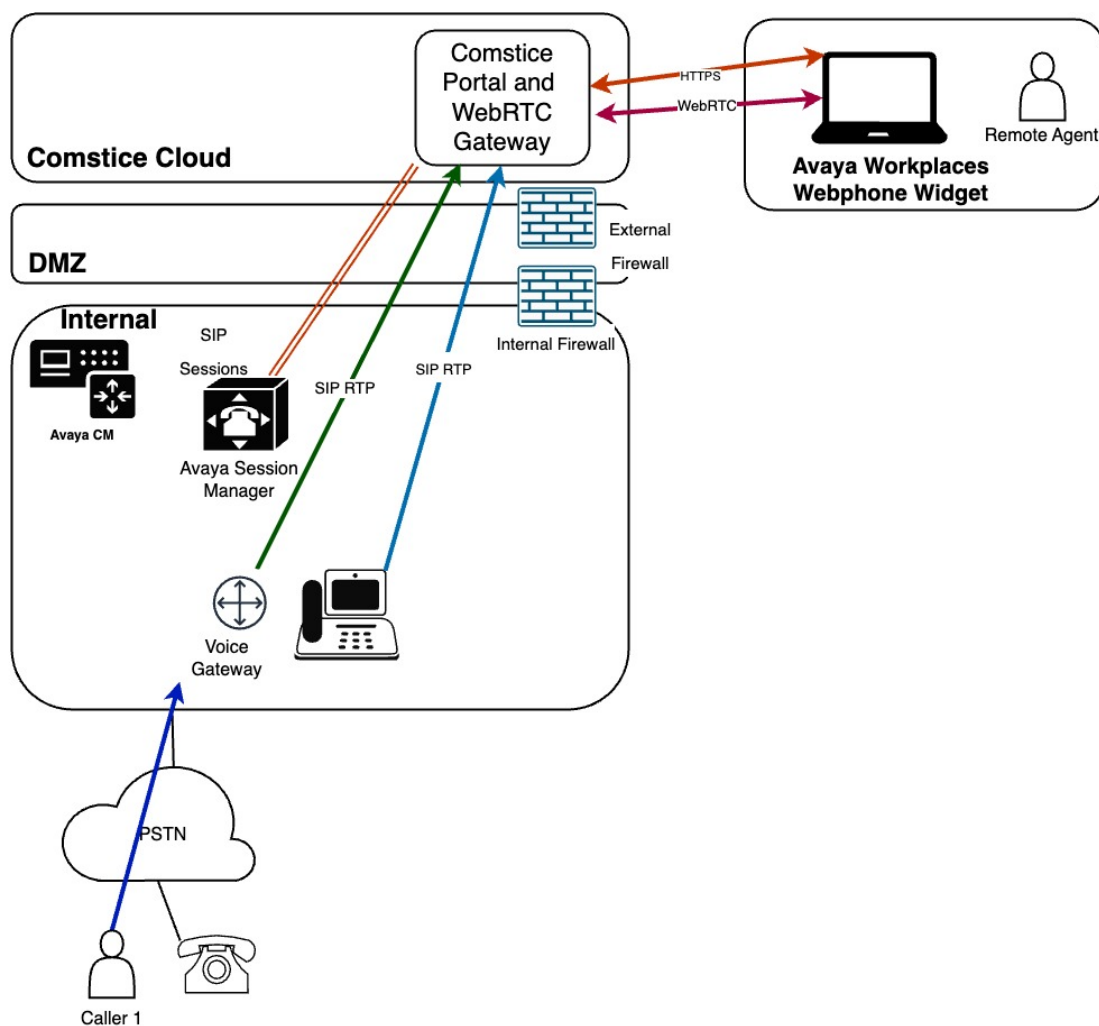 Comstice
Portal and
WebRTC
Gateway
Comstice Cloud
HTTPS
WebRTC
Remote Agent
Avaya Workplaces
Webphone Widget
External
Firewall
DMZ
Internal
Internal Firewall
SIP
Sessions
Avaya CM
SIP RTP
SIP RTP
Avaya Session
Manager
Voice
Gateway
PSTN
Caller 1